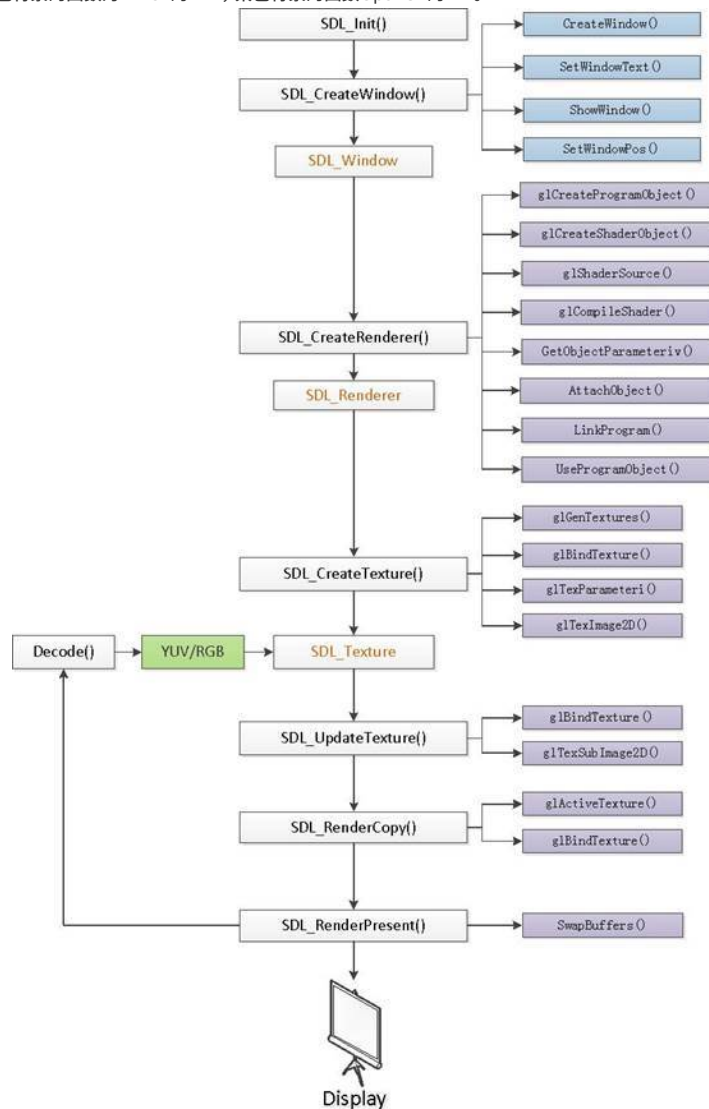 SDL_Init()
CreateWindow()
SetWindowText()
SDL_CreateWindow()
ShowWindow()
SetWindowPos()
SDL_Window
glCreateProgramObject()
glCreateShaderObject()
glShaderSource()
glCompileShader()
SDL_CreateRenderer()
GetObjectParameteriv()
SDL_Renderer
AttachObject()
LinkProgram()
UseProgramObject()
glGenTextures()
glBindTexture()
SDL_CreateTexture()
glTexParameteri()
glTexImage2D()
Decode()
YUV/RGB
SDL_Texture
glBindTexture()
SDL_UpdateTexture()
glTexSubImage2D()
glActiveTexture()
SDL_RenderCopy()
glBindTexture()
SDL_RenderPresent()
SwapBuffers()
Display